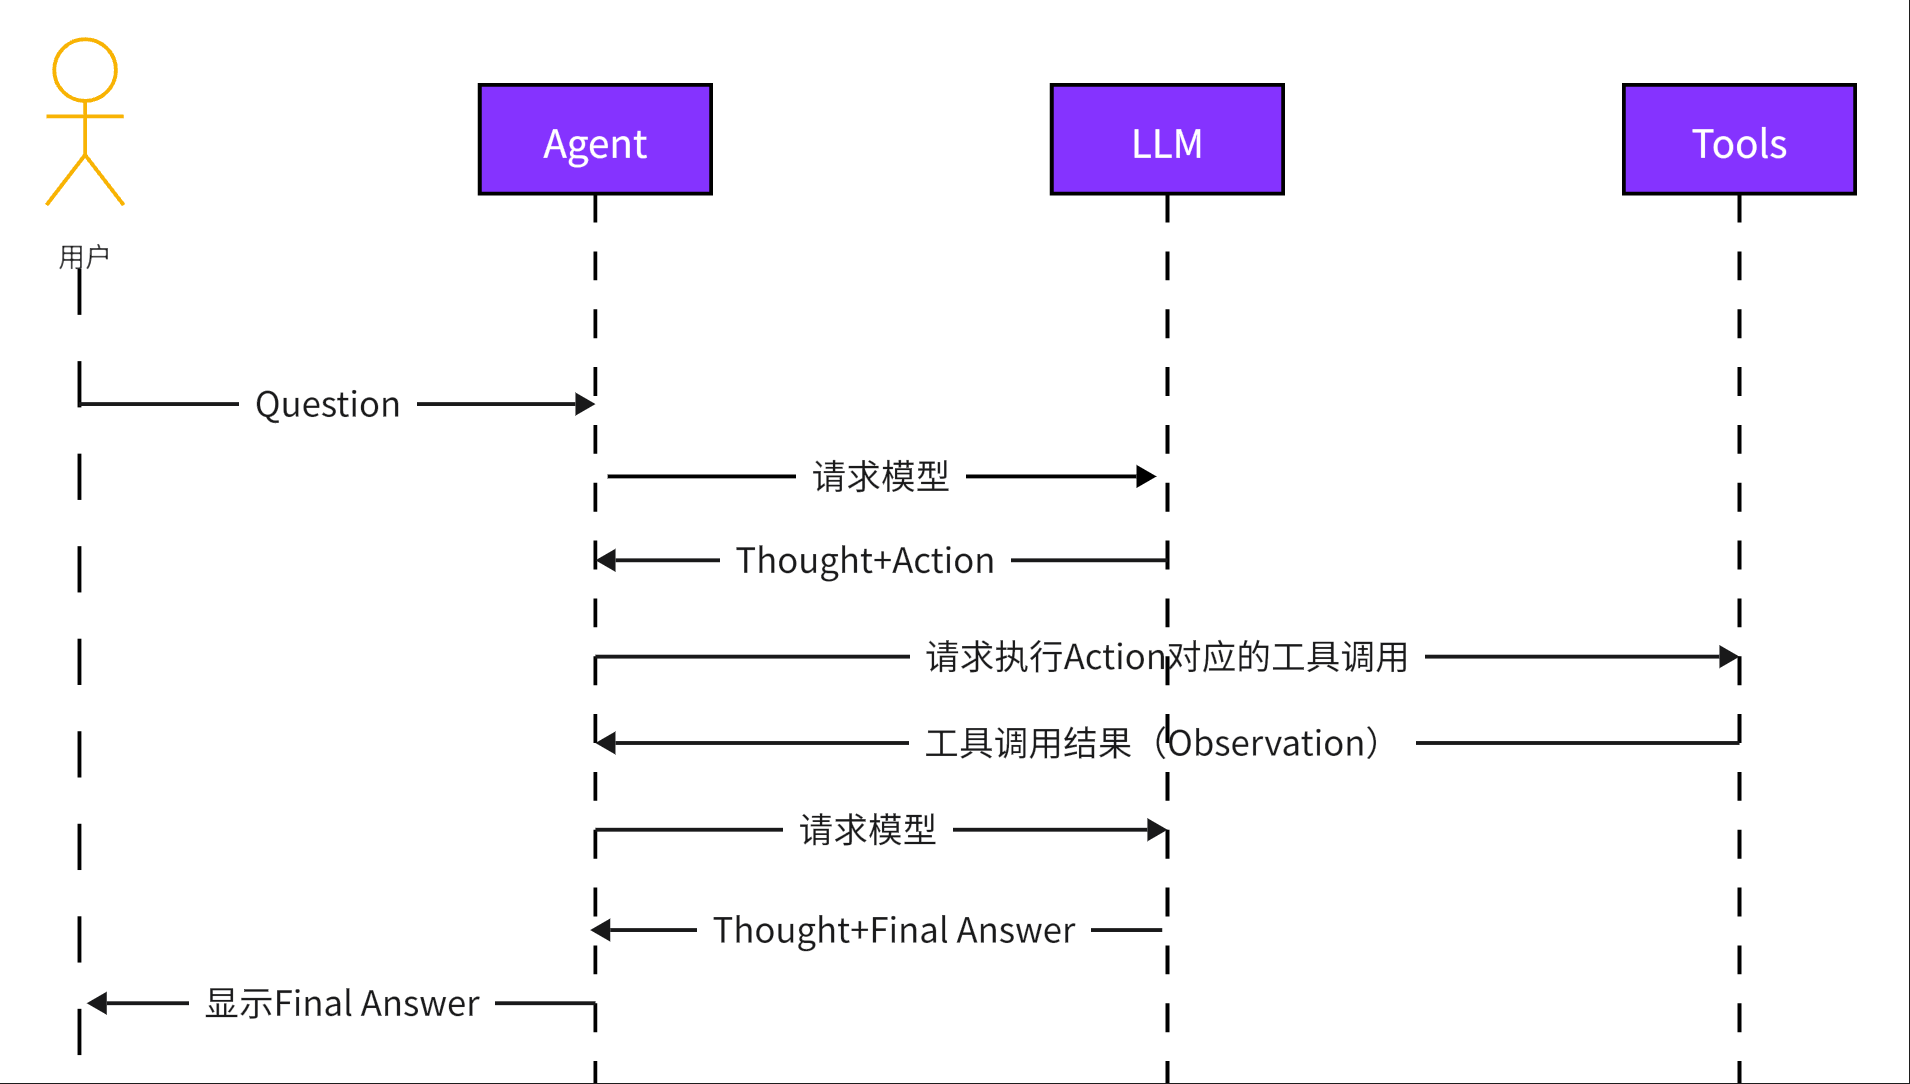 Agent
LLM
Tools
用户
Question
请求模型
Thought+Action
请求执行Action对应的工具调用
工具调用结果（Observation）
请求模型
Thought+Final Answer
显示Final Answer